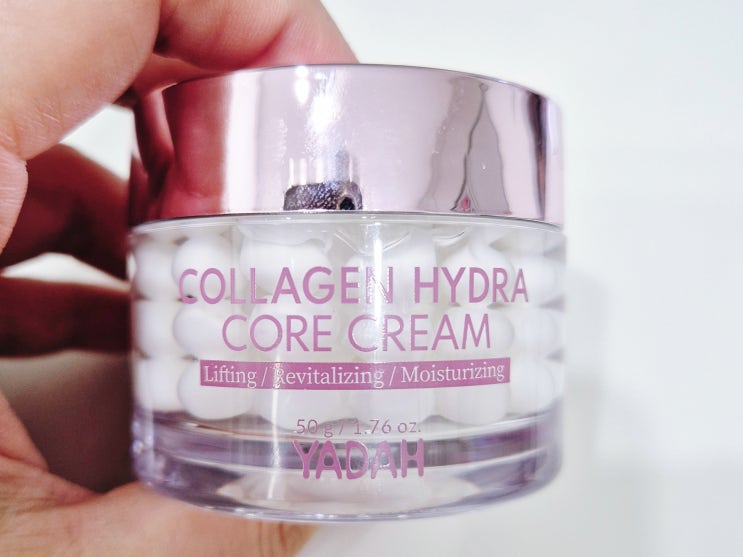 COLLAGEN HYDRA
CORE CREAM
Lifting / Revitalizing / Moisturizing
50 g / 1.76 oz.
YADAH